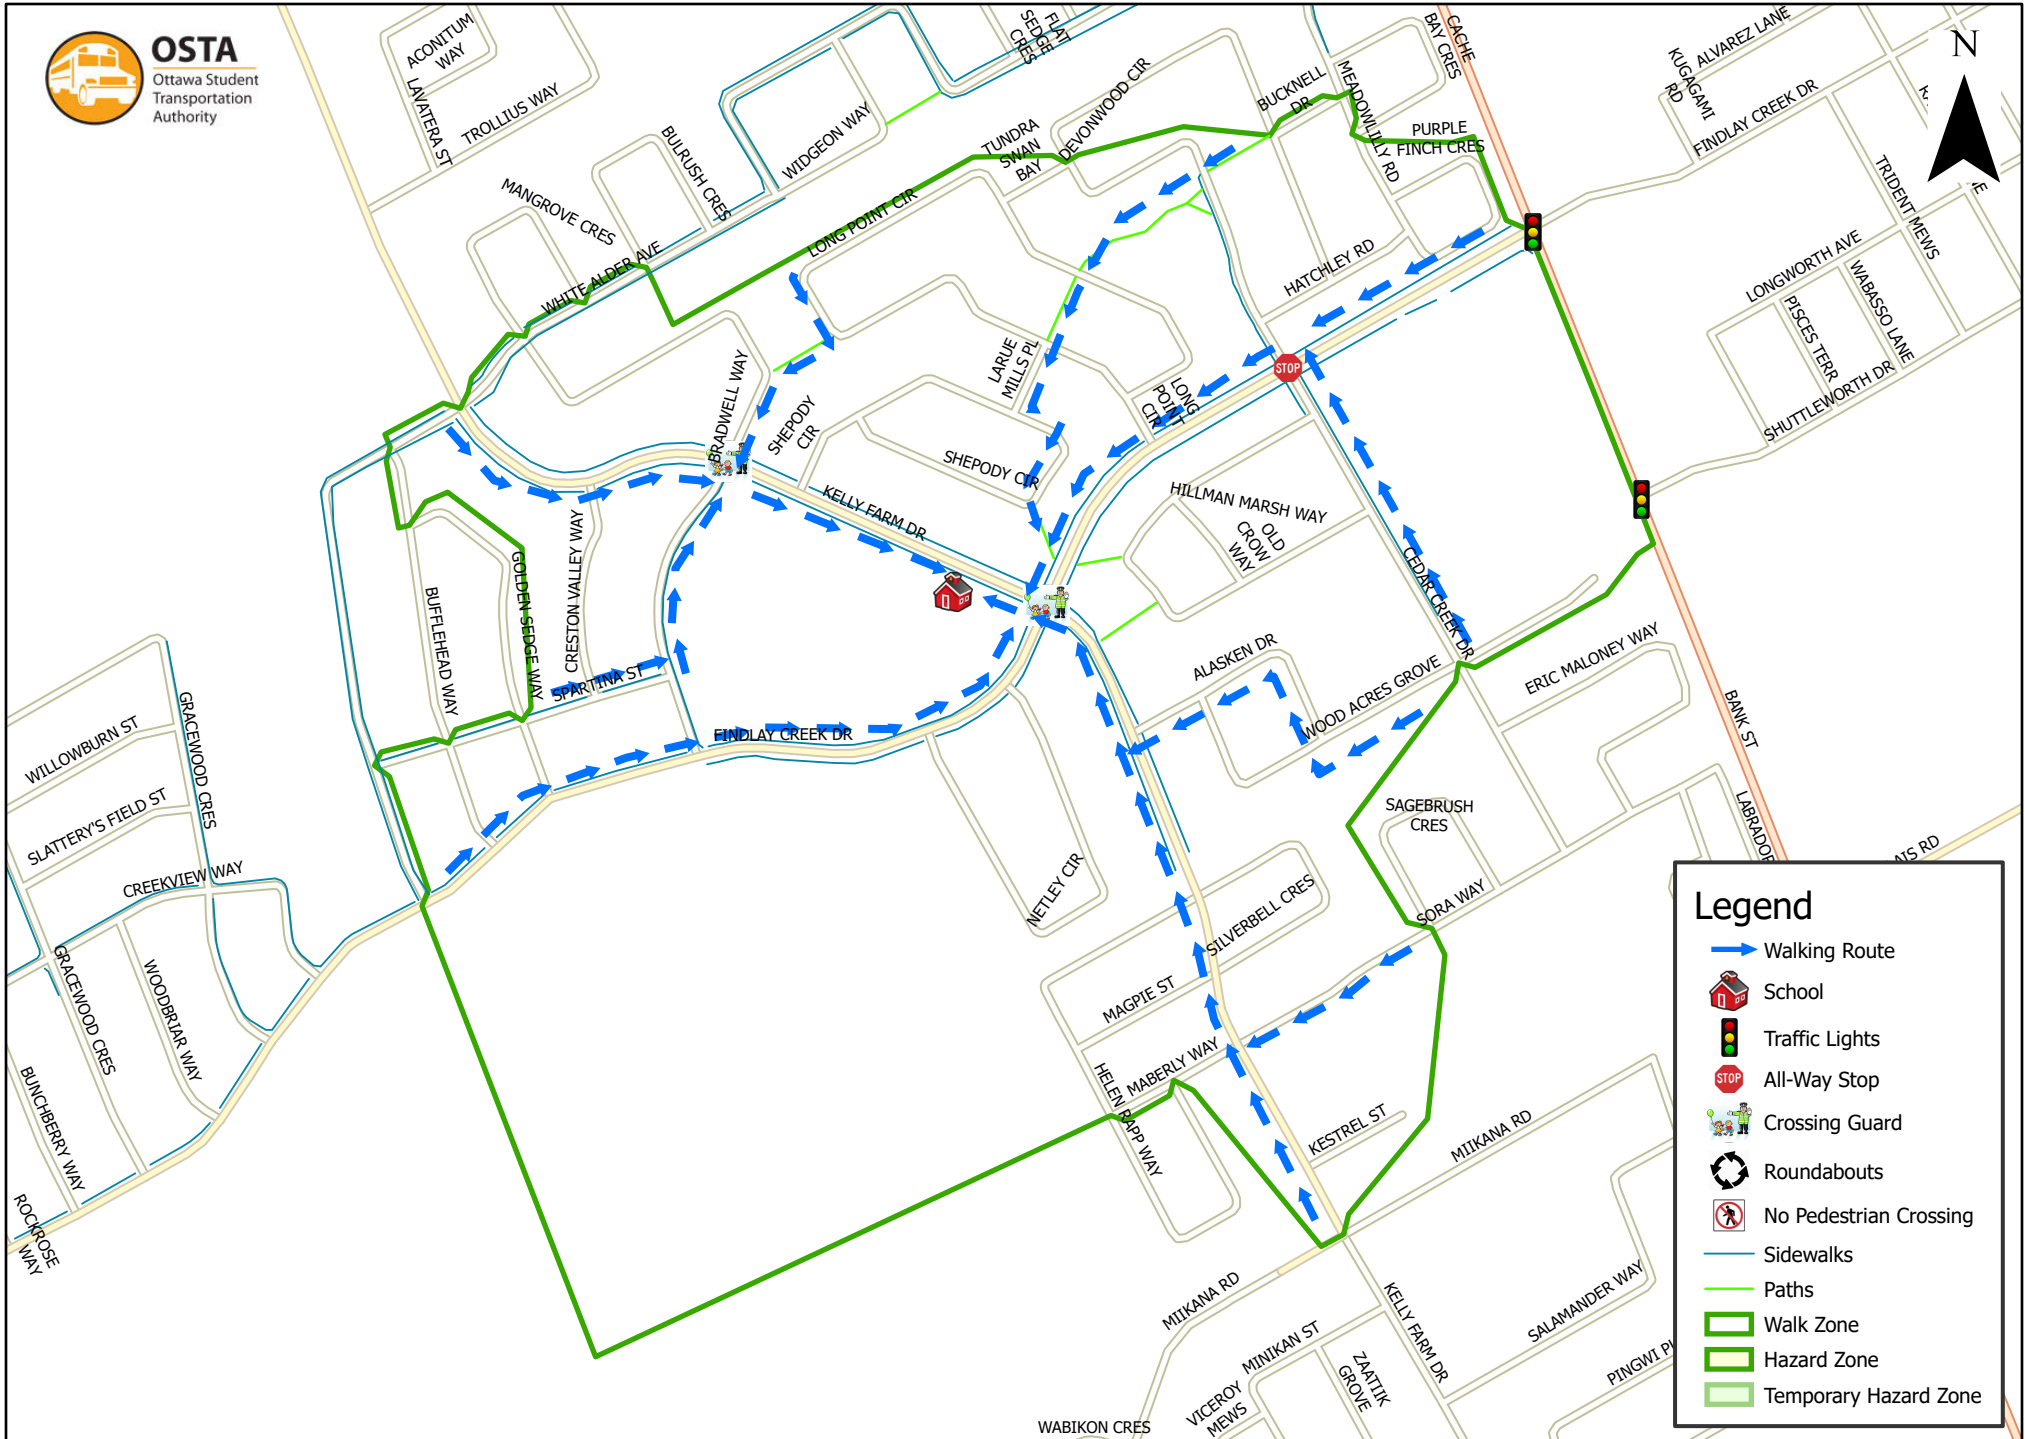 OSTA
Ottawa Student
Transportation
Authority
ACONITUM
WAY
LAVATERA ST
TROLLIUS WAY
BULRUSH CRES
MANGROVE CRES
WIDGEON WAY
WHITE ALDER AVE
FLAT
SEDGE
CRES
TUNDRA
SWAN
BAY
DEVONWOOD CIR
LONG POINT CIR
BUCKNELL
DR
MEADOWLILLY RD
CACHE
BAY CRES
PURPLE
FINCH CRES
HATCHLEY RD
KUGAGAMI
RD
ALVAREZ LANE
FINDLAY CREEK DR
N
TRIDENT MEWS
LONGWORTH AVE
WABASSO LANE
PISCES TERR
SHUTTLEWORTH DR
BRADWELL WAY
SHEPODY
CIR
LARUE
MILLS PL
LONG
POINT
CIR
STOP
SHEPODY CIR
KELLY FARM DR
HILLMAN MARSH WAY
OLD
CROW
WAY
CEDAR CREEK DR
GOLDEN SEDGE WAY
CRESTON VALLEY WAY
BUFFLEHEAD WAY
SPARTINA ST
FINDLAY CREEK DR
ALASKEN DR
WOOD ACRES GROVE
ERIC MALONEY WAY
BANK ST
WILLOWBURN ST
GRACEWOOD CRES
SLATTERY'S FIELD ST
CREEKVIEW WAY
GRACEWOOD CRES
WOODBRIAR WAY
BUNCHBERRY WAY
ROCKROSE
WAY
NETLEY CIR
SILVERBELL CRES
SAGEBRUSH
CRES
SORA WAY
MAGPIE ST
MABERLY WAY
HELEN RAPP WAY
KESTREL ST
MIIKANA RD
MIIKANA RD
MINIKAN ST
KELLY FARM DR
ZAATIIK
GROVE
VICEROY
MEWS
WABIKON CRES
SALAMANDER WAY
PINGWI PL
LABRADOR
AIS RD
Legend
Walking Route
School
Traffic Lights
STOP
All-Way Stop
Crossing Guard
Roundabouts
No Pedestrian Crossing
Sidewalks
Paths
Walk Zone
Hazard Zone
Temporary Hazard Zone